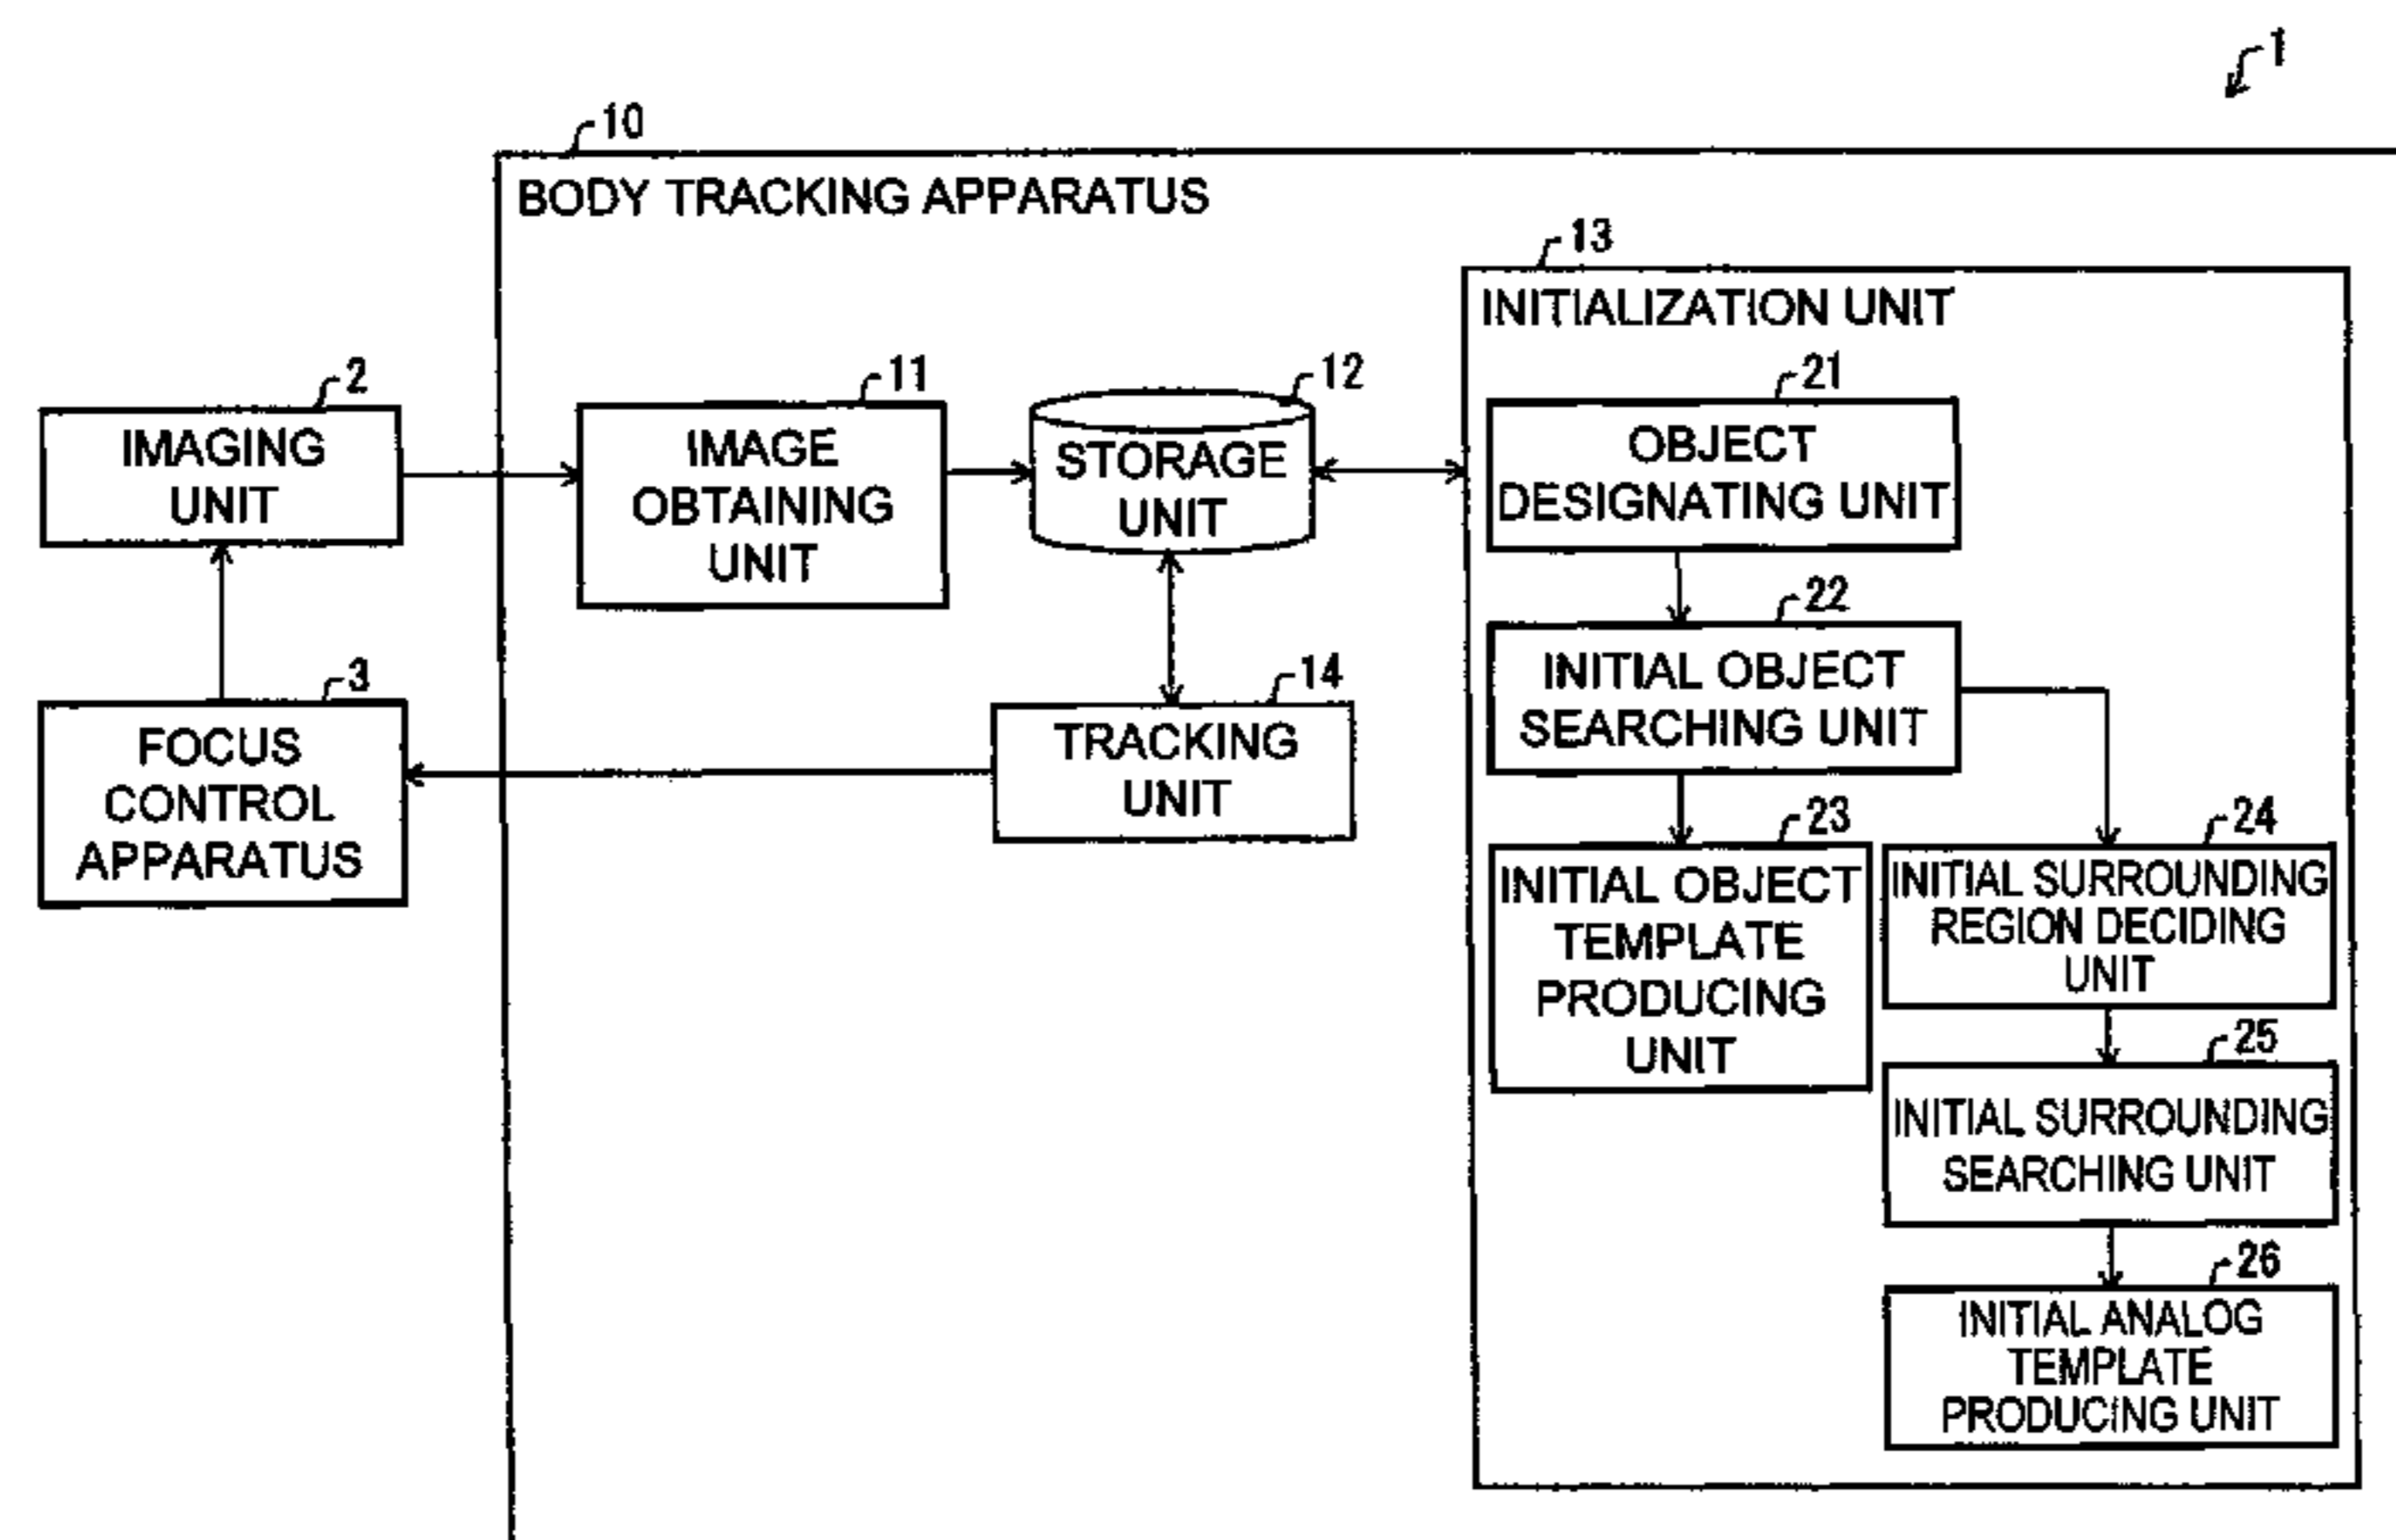 1
10
BODY TRACKING APPARATUS
13
INITIALIZATION UNIT
2
IMAGING
UNIT
11
IMAGE
OBTAINING
UNIT
12
STORAGE
UNIT
21
OBJECT
DESIGNATING UNIT
22
INITIAL OBJECT
SEARCHING UNIT
3
FOCUS
CONTROL
APPARATUS
14
TRACKING
UNIT
23
INITIAL OBJECT
TEMPLATE
PRODUCING
UNIT
24
INITIAL SURROUNDING
REGION DECIDING
UNIT
25
INITIAL SURROUNDING
SEARCHING UNIT
26
INITIAL ANALOG
TEMPLATE
PRODUCING UNIT